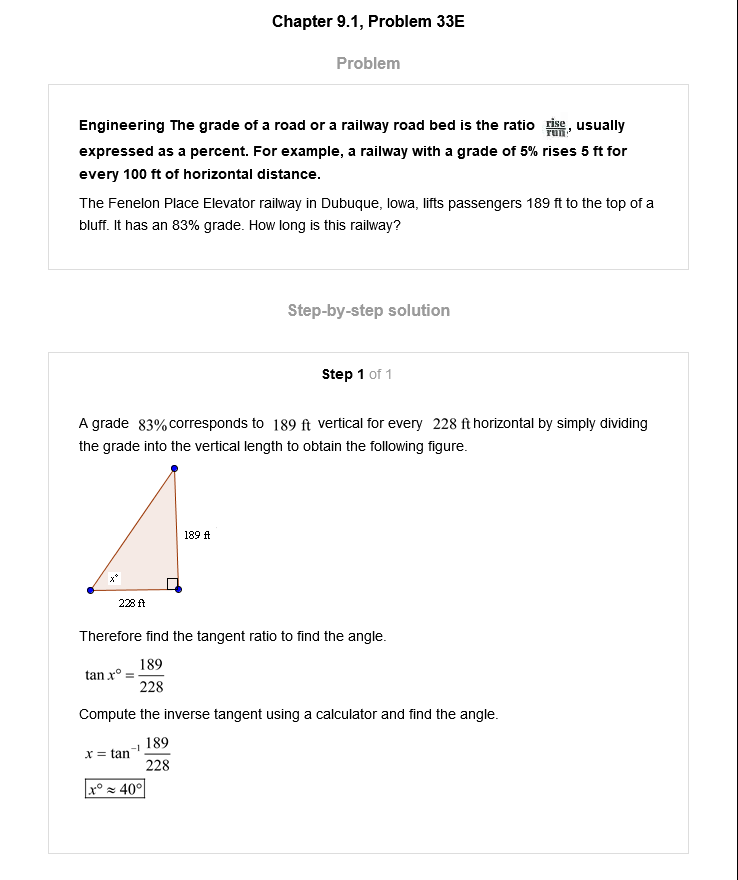 Chapter 9.1, Problem 33E
Problem
Engineering The grade of a road or a railway road bed is the ratio rise/run, usually
expressed as a percent. For example, a railway with a grade of 5% rises 5 ft for
every 100 ft of horizontal distance.
The Fenelon Place Elevator railway in Dubuque, Iowa, lifts passengers 189 ft to the top of a
bluff. It has an 83% grade. How long is this railway?
Step-by-step solution
Step 1 of 1
A grade 83% corresponds to 189 ft vertical for every 228 ft horizontal by simply dividing
the grade into the vertical length to obtain the following figure.
189 ft
x°
228 ft
Therefore find the tangent ratio to find the angle.
tan x° = 189/228
Compute the inverse tangent using a calculator and find the angle.
x = tan⁻¹ 189/228
x° ≈ 40°